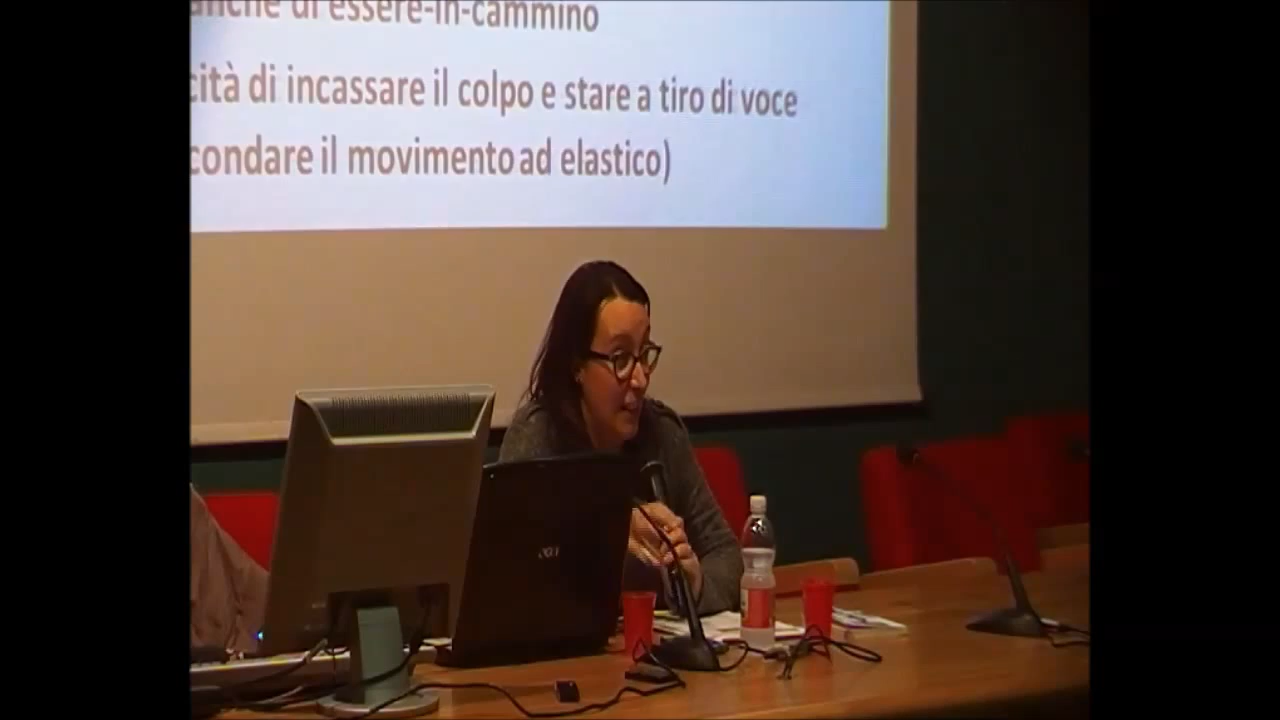 anche di essere-in-cammino
cità di incassare il colpo e stare a tiro di voce
condare il movimento ad elastico)
acer